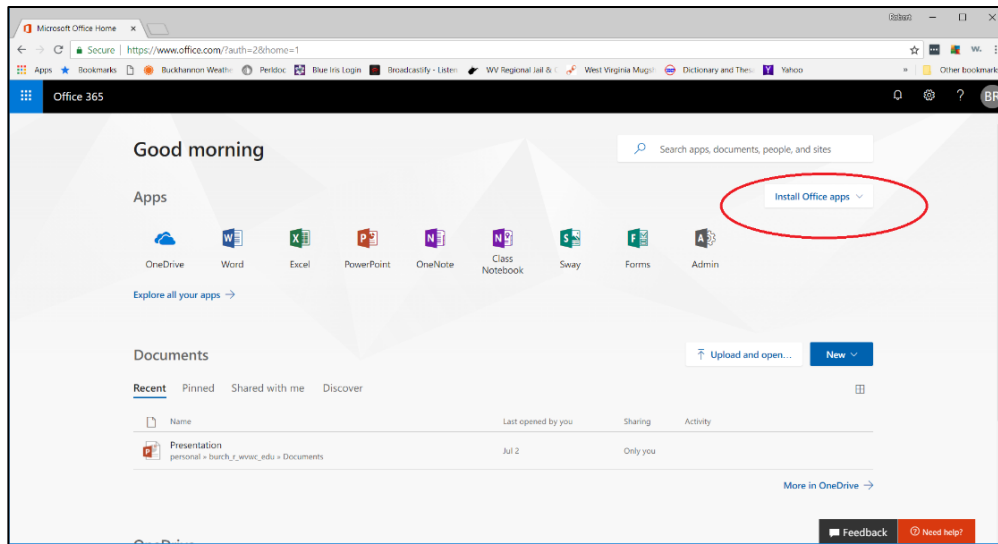 Robert
Microsoft Office Home
Secure | https://www.office.com/?auth=2&home=1
W.
Apps Bookmarks Buckhannon Weathe Perldoc Blue Iris Login Broadcastify - Listen WV Regional Jail & C West Virginia Mugsh Dictionary and Thesa Yahoo » Other bookmarks
Office 365 ? BR
Good morning
Search apps, documents, people, and sites
Apps
Install Office apps
OneDrive Word Excel PowerPoint OneNote Class Notebook Sway Forms Admin
Explore all your apps →
Documents
Upload and open... New
Recent Pinned Shared with me Discover
Name Last opened by you Sharing Activity
Presentation
personal » burch_r_wvwc_edu » Documents Jul 2 Only you
More in OneDrive →
Feedback Need help?
OneDrive